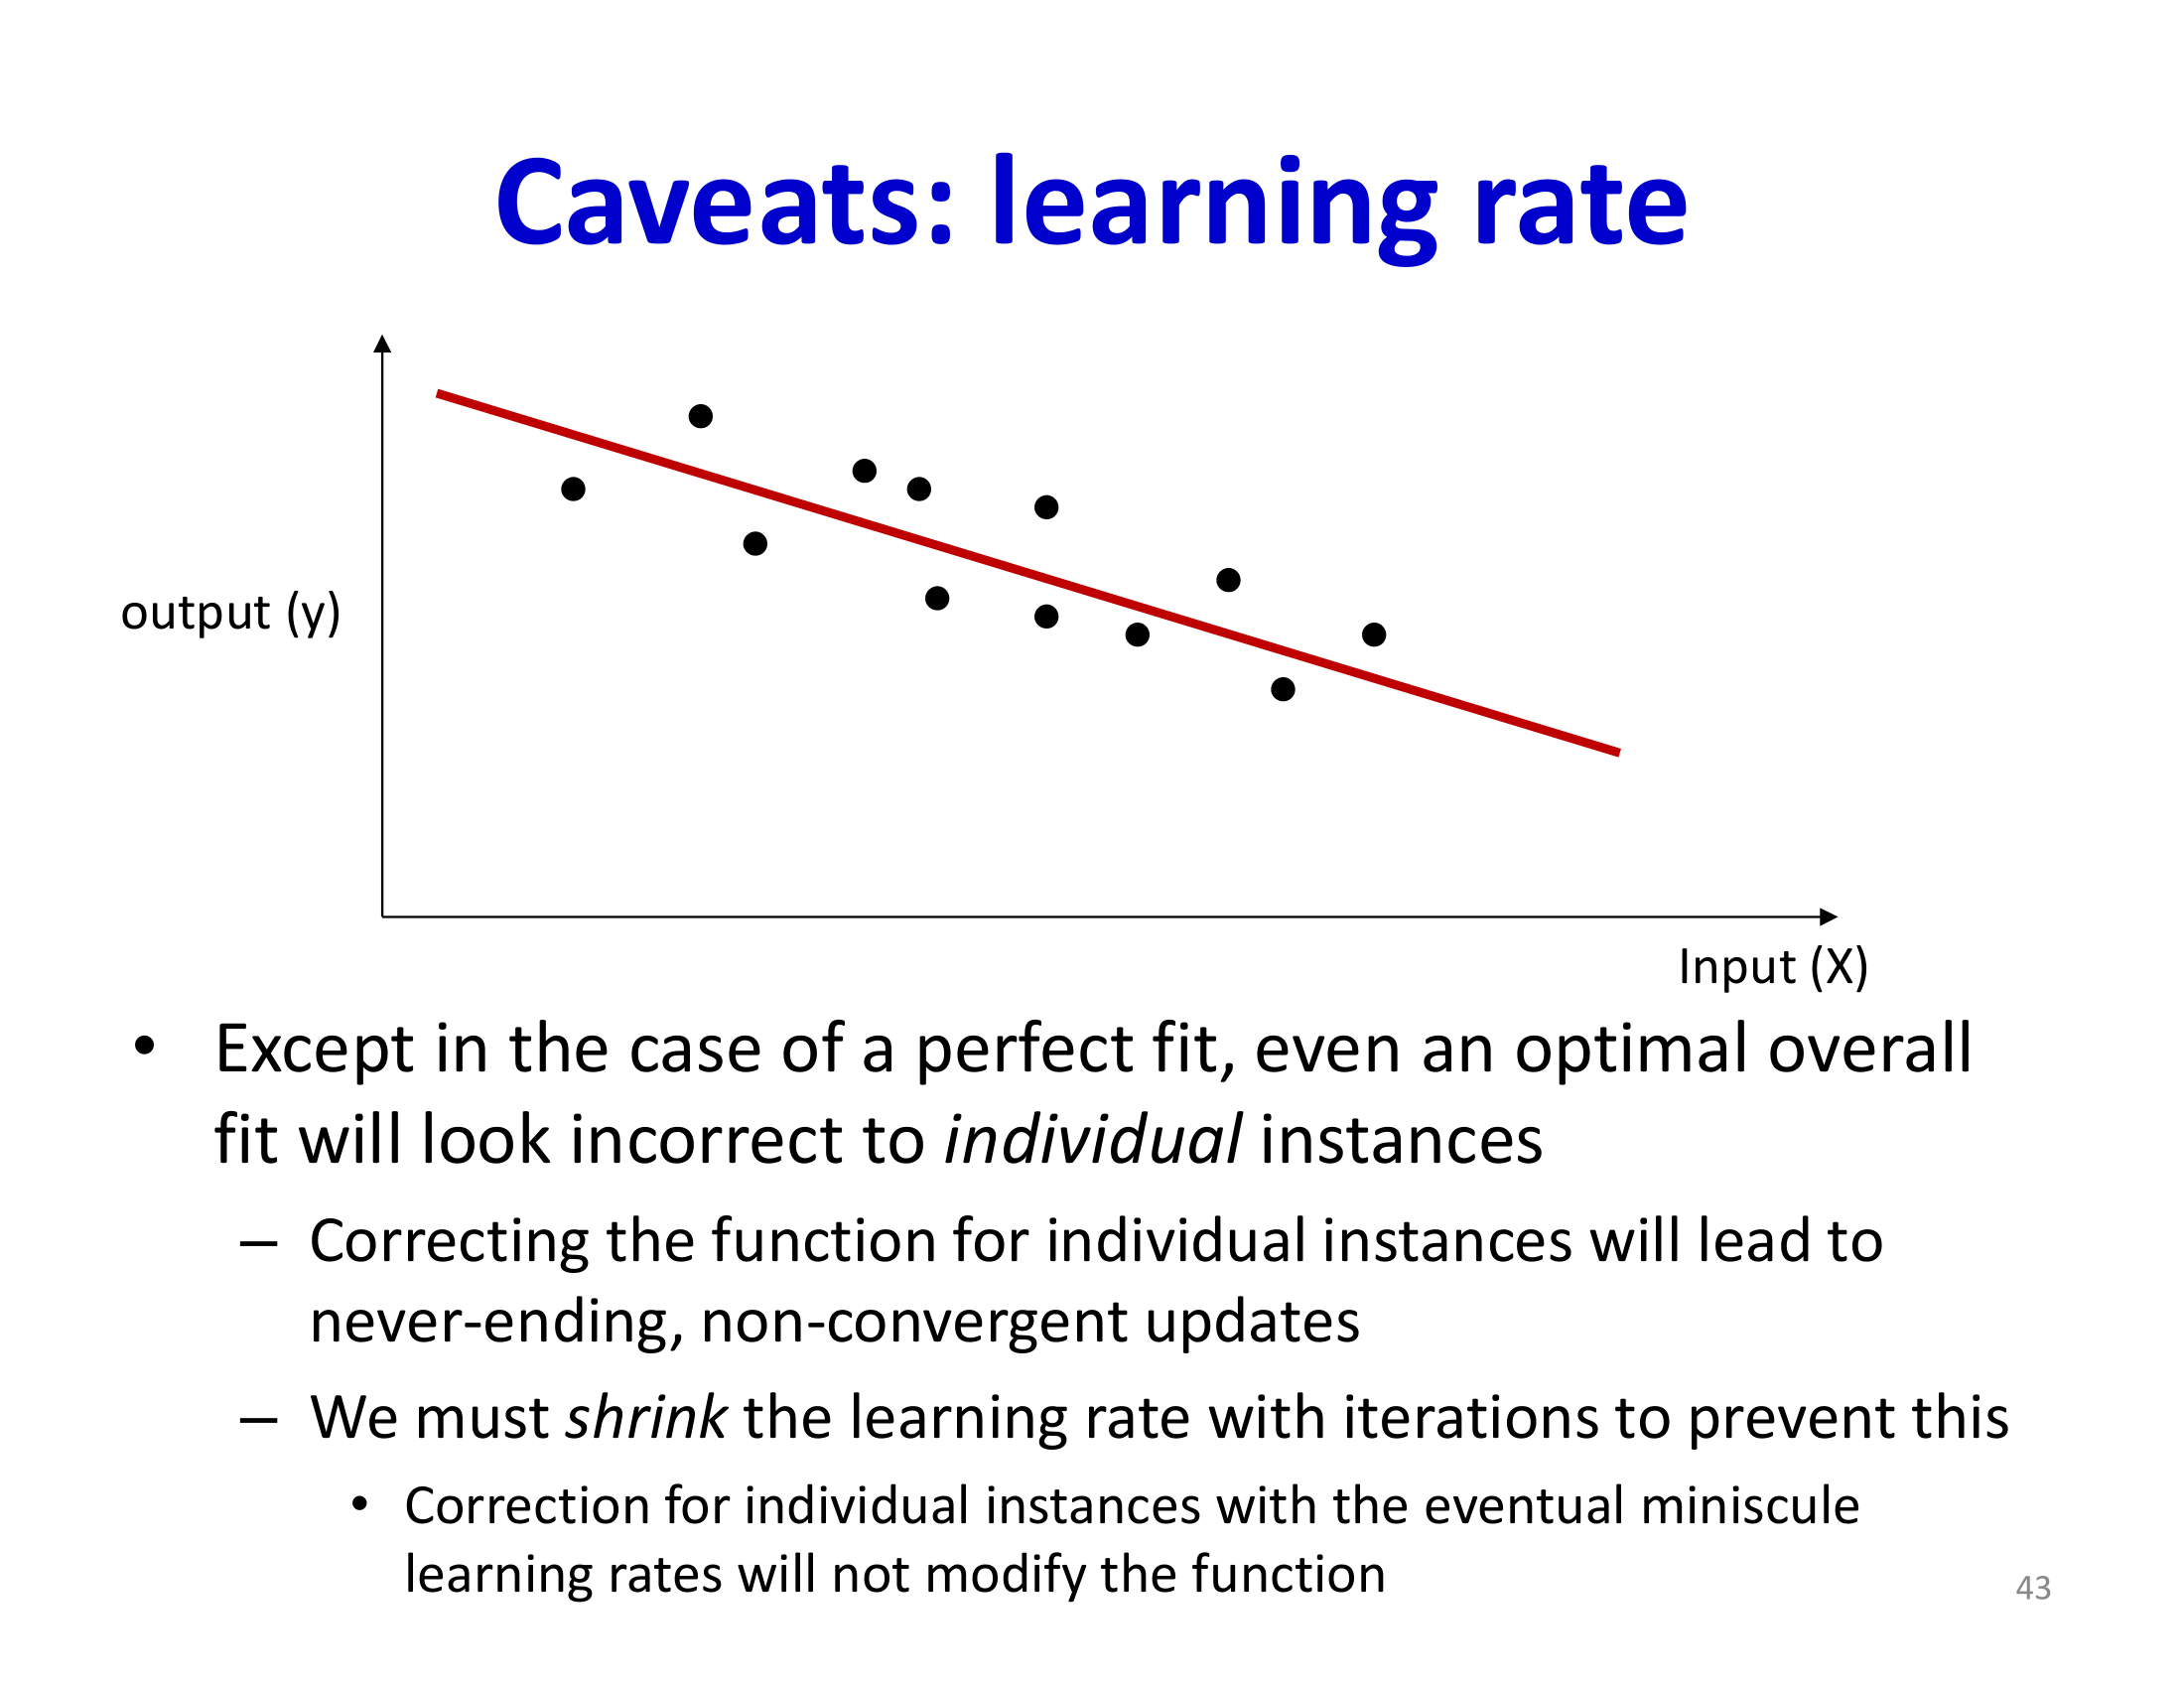 Caveats: learning rate
output (y)
Input (X)
• Except in the case of a perfect fit, even an optimal overall
fit will look incorrect to individual instances
– Correcting the function for individual instances will lead to
never-ending, non-convergent updates
– We must shrink the learning rate with iterations to prevent this
• Correction for individual instances with the eventual miniscule
learning rates will not modify the function
43